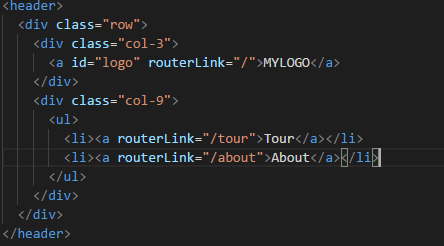 <header>
  <div class="row">
    <div class="col-3">
      <a id="logo" routerLink="/">MYLOGO</a>
    </div>
    <div class="col-9">
      <ul>
        <li><a routerLink="/tour">Tour</a></li>
        <li><a routerLink="/about">About</a></li>
      </ul>
    </div>
  </div>
</header>